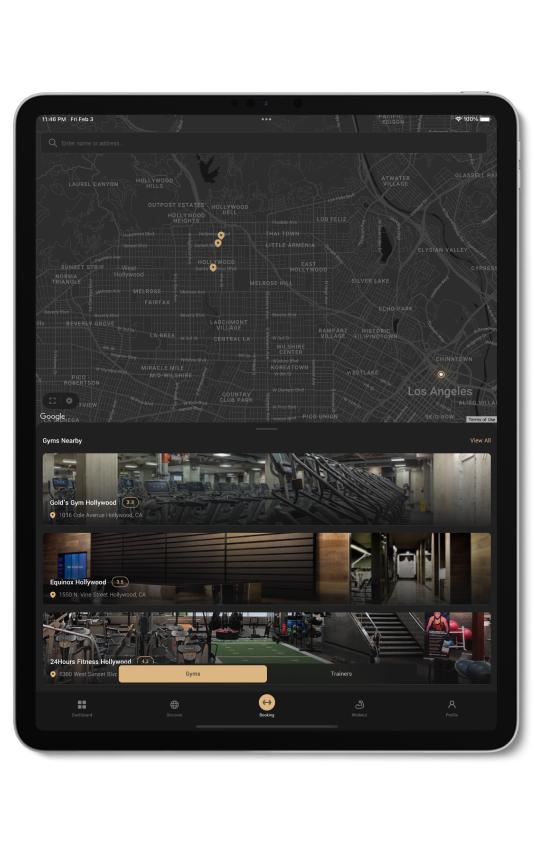 11:46 PM Fri Feb 3
100%
Enter name or address...
ATWATER
VILLAGE
GLASSELL PA
LAUREL CANYON
HOLLYWOOD
HILLS
OUTPOST ESTATES
HOLLYWOOD
DELL
HOLLYWOOD
HEIGHTS
LOS FELIZ
THAI TOWN
LITTLE ARMENIA
ELYSIAN VALLEY
HOLLYWOOD
EAST
HOLLYWOOD
SUNSET STRIP
West
Hollywood
CYPRESS
NORMA
TRIANGLE
MELROSE HILL
SILVER LAKE
MELROSE
FAIRFAX
ECHO PARK
BEVERLY GROVE
LARCHMONT
VILLAGE
RAMPART
VILLAGE
HISTORIC
FILIPINOTOWN
LA BREA
CENTRAL LA
WILSHIRE
CENTER
CHINATOWN
MIRACLE MILE
KOREATOWN
WESTLAKE
MID-WILSHIRE
PICO
ROBERTSON
Los Angeles
COUNTRY
CLUB PARK
Google
PICO UNION
SKID ROW
Terms of Use
Gyms Nearby
View All
Gold's Gym Hollywood
3.8
1016 Cole Avenue Hollywood, CA
Equinox Hollywood
3.5
1550 N. Vine Street Hollywood, CA
24Hours Fitness Hollywood
4.2
6380 West Sunset Blvd
Gyms
Trainers
Dashboard
Discover
Booking
Workout
Profile